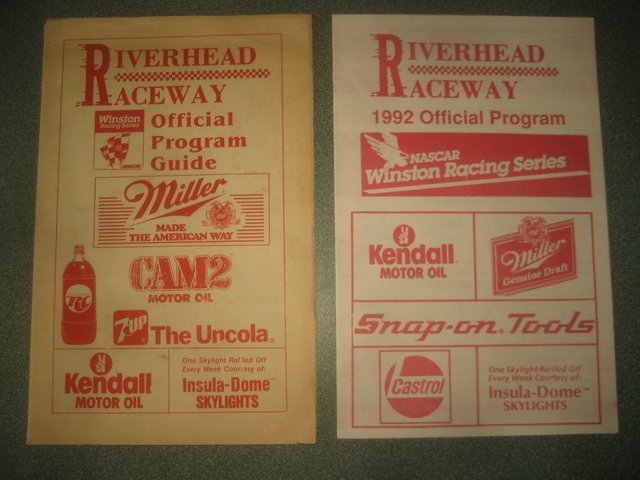 RIVERHEAD
RACEWAY
Winston
Racing Series
Official
Program
Guide
Miller
MADE
THE AMERICAN WAY
RC
CAM2
MOTOR OIL
7UP The Uncola
Kendall
MOTOR OIL
One Skylight Raffled Off
Every Week Courtesy of:
Insula-Dome™
SKYLIGHTS
RIVERHEAD
RACEWAY
1992 Official Program
NASCAR
Winston Racing Series
Kendall
MOTOR OIL
Miller
Genuine Draft
Snap-on® Tools
Castrol
One Skylight Raffled Off
Every Week Courtesy of:
Insula-Dome™
SKYLIGHTS